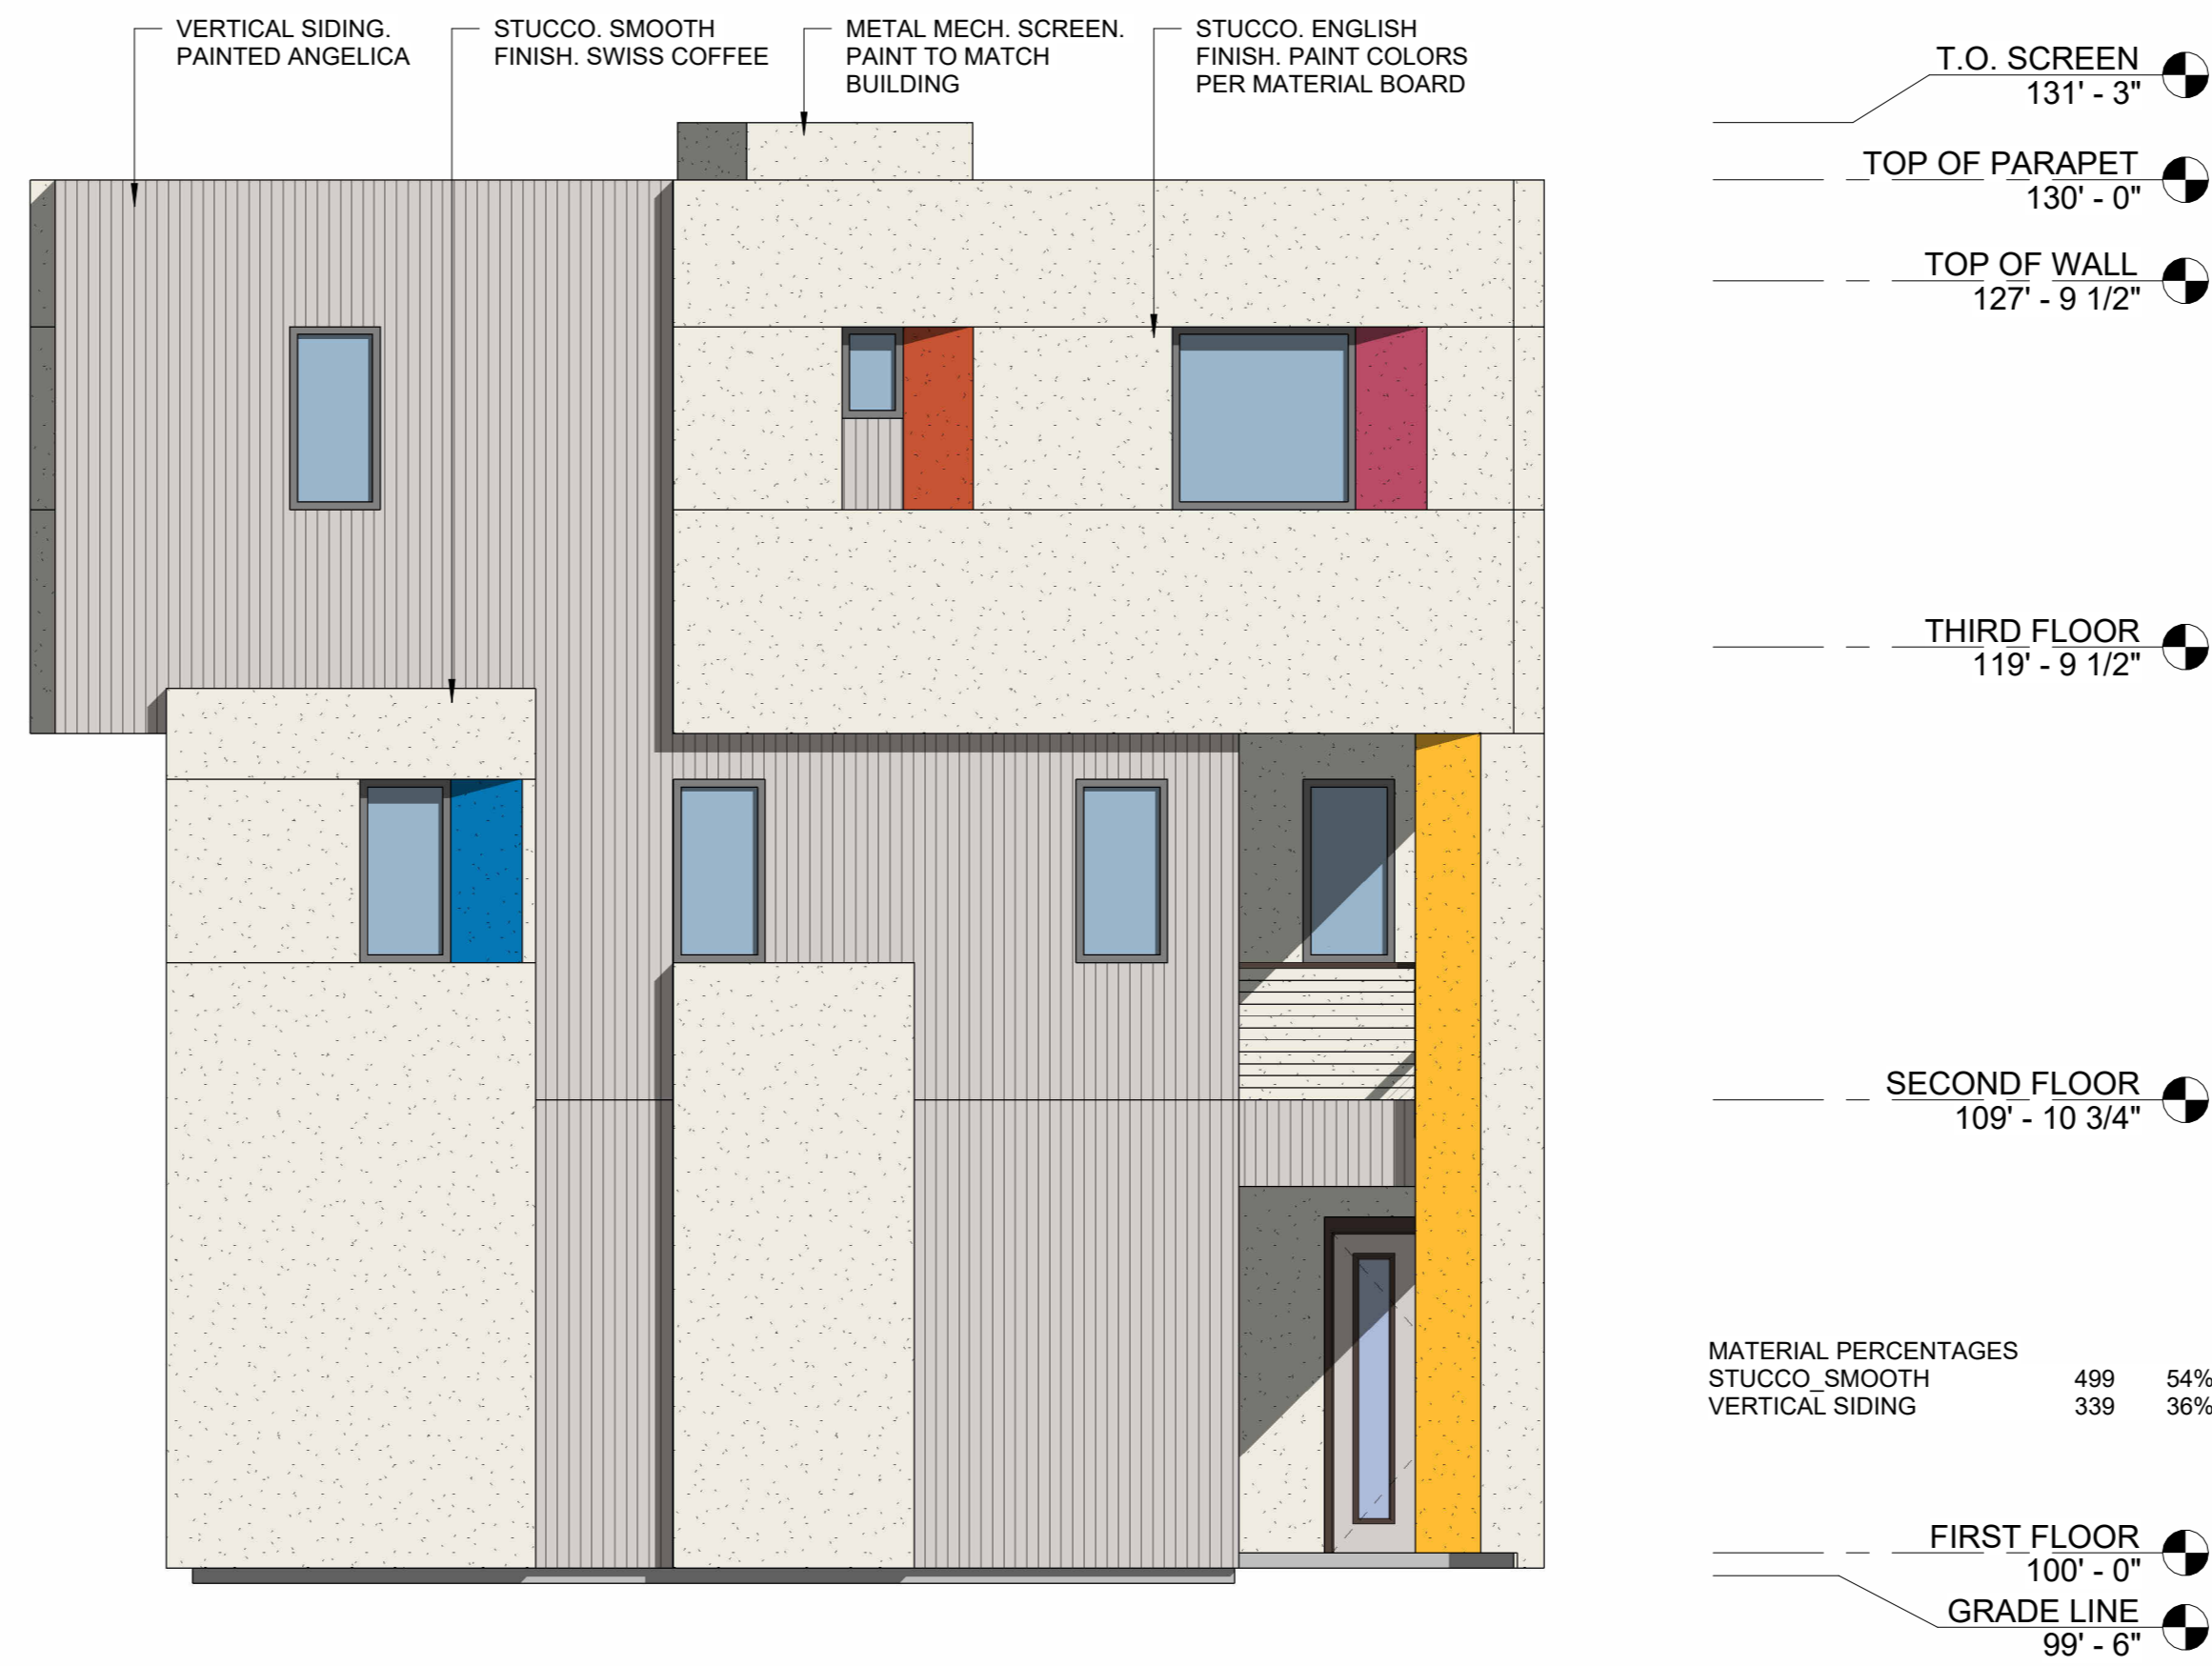 VERTICAL SIDING.
PAINTED ANGELICA
STUCCO. SMOOTH
FINISH. SWISS COFFEE
METAL MECH. SCREEN.
PAINT TO MATCH
BUILDING
STUCCO. ENGLISH
FINISH. PAINT COLORS
PER MATERIAL BOARD
T.O. SCREEN
131' - 3"
TOP OF PARAPET
130' - 0"
TOP OF WALL
127' - 9 1/2"
THIRD FLOOR
119' - 9 1/2"
SECOND FLOOR
109' - 10 3/4"
MATERIAL PERCENTAGES
STUCCO_SMOOTH 499 54%
VERTICAL SIDING 339 36%
FIRST FLOOR
100' - 0"
GRADE LINE
99' - 6"